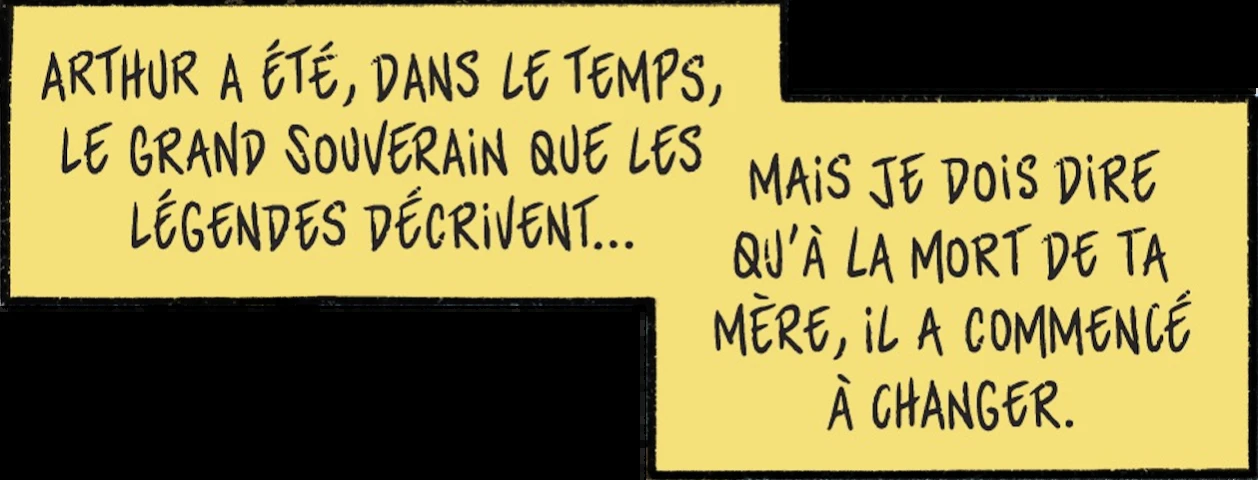 ARTHUR A ÉTÉ, DANS LE TEMPS,
LE GRAND SOUVERAIN QUE LES
LÉGENDES DÉCRIVENT...
MAIS JE DOIS DIRE
QU'À LA MORT DE TA
MÈRE, IL A COMMENCÉ
À CHANGER.